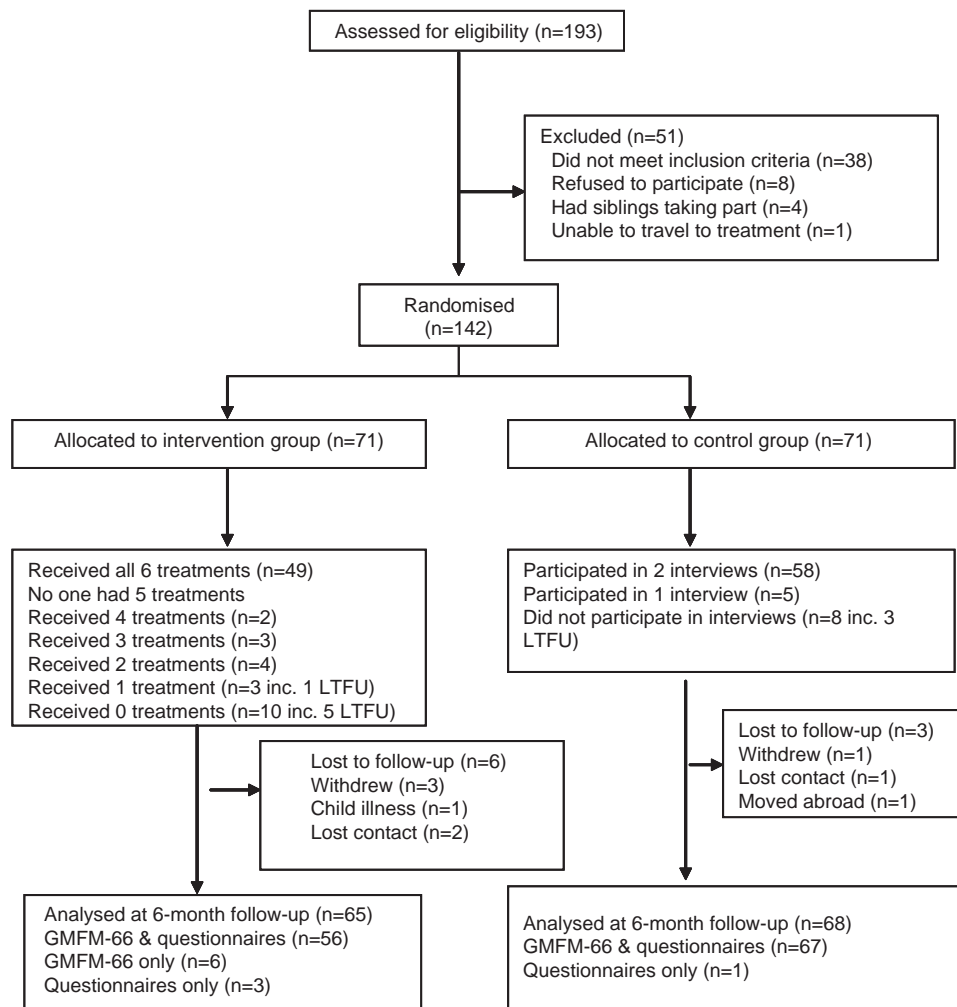 Assessed for eligibility (n=193)
Excluded (n=51)
Did not meet inclusion criteria (n=38)
Refused to participate (n=8)
Had siblings taking part (n=4)
Unable to travel to treatment (n=1)
Randomised
(n=142)
Allocated to intervention group (n=71)
Allocated to control group (n=71)
Received all 6 treatments (n=49)
No one had 5 treatments
Received 4 treatments (n=2)
Received 3 treatments (n=3)
Received 2 treatments (n=4)
Received 1 treatment (n=3 inc. 1 LTFU)
Received 0 treatments (n=10 inc. 5 LTFU)
Participated in 2 interviews (n=58)
Participated in 1 interview (n=5)
Did not participate in interviews (n=8 inc. 3
LTFU)
Lost to follow-up (n=6)
Withdrew (n=3)
Child illness (n=1)
Lost contact (n=2)
Lost to follow-up (n=3)
Withdrew (n=1)
Lost contact (n=1)
Moved abroad (n=1)
Analysed at 6-month follow-up (n=65)
GMFM-66 & questionnaires (n=56)
GMFM-66 only (n=6)
Questionnaires only (n=3)
Analysed at 6-month follow-up (n=68)
GMFM-66 & questionnaires (n=67)
Questionnaires only (n=1)